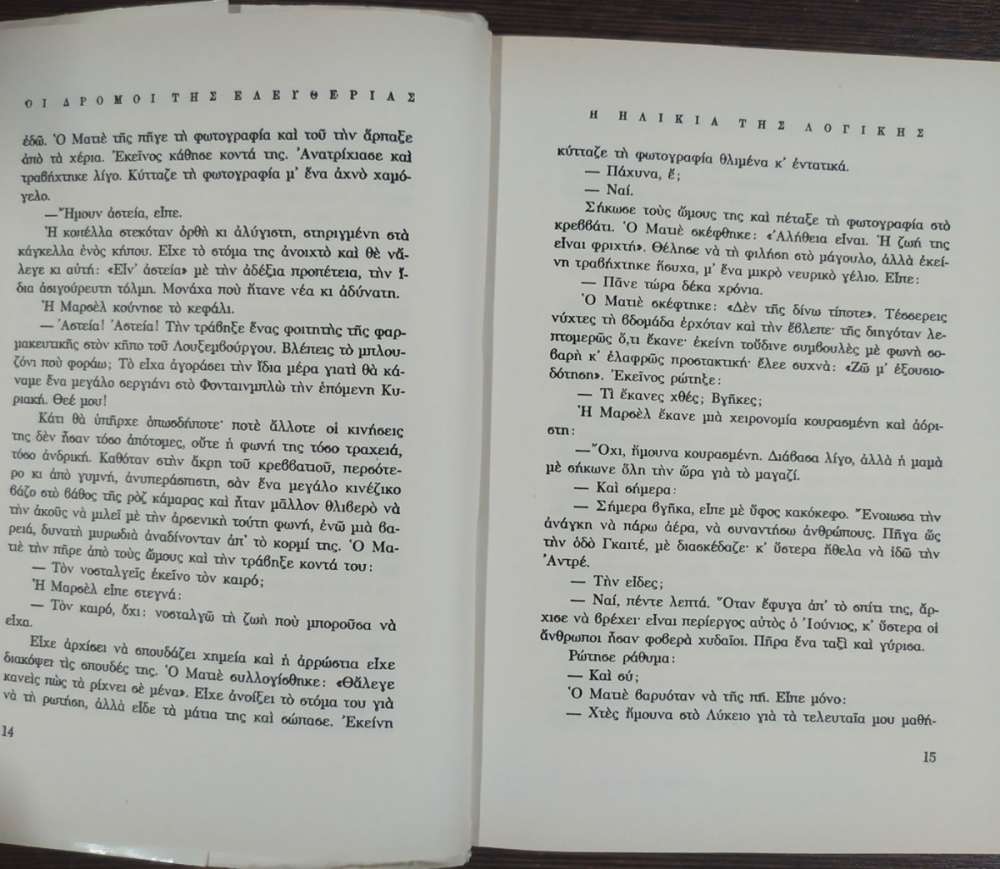 ΟΙ ΔΡΟΜΟΙ ΤΗΣ ΕΛΕΥΘΕΡΙΑΣ
ἐδῶ. Ὁ Ματιὲ τῆς πῆγε τὴ φωτογραφία καὶ τοῦ τὴν ἅρπαξε
ἀπὸ τὰ χέρια. Ἐκεῖνος κάθησε κοντά της. Ἀνατρίχιασε καὶ
τραβήχτηκε λίγο. Κύτταζε τὴ φωτογραφία μ' ἕνα ἀχνὸ χαμό-
γελο.
—Ἤμουν ἀστεία, εἶπε.
Ἡ κοπέλλα στεκόταν ὀρθὴ κι ἀλύγιστη, στηριγμένη στὰ
κάγκελλα ἑνὸς κήπου. Εἶχε τὸ στόμα της ἀνοιχτὸ καὶ θὲ νἄ-
λεγε κι αὐτή: «Εἶν' ἀστεία» μὲ τὴν ἀδέξια προπέτεια, τὴν ἴ-
δια ἀσιγούρευτη τόλμη. Μονάχα ποὺ ἤτανε νέα κι ἀδύνατη.
Ἡ Μαρσὲλ κούνησε τὸ κεφάλι.
— Ἀστεία! Ἀστεία! Τὴν τράβηξε ἕνας φοιτητὴς τῆς φαρ-
μακευτικῆς στὸν κῆπο τοῦ Λουξεμβούργου. Βλέπεις τὸ μπλου-
ζόνι ποὺ φοράω; Τὸ εἶχα ἀγοράσει τὴν ἴδια μέρα γιατὶ θὰ κά-
ναμε ἕνα μεγάλο σεργιάνι στὸ Φονταινμπλὼ τὴν ἑπόμενη Κυ-
ριακή. Θεέ μου!
Κάτι θὰ ὑπῆρχε ὁπωσδήποτε· ποτὲ ἄλλοτε οἱ κινήσεις
της δὲν ἦσαν τόσο ἀπότομες, οὔτε ἡ φωνή της τόσο τραχειά,
τόσο ἀνδρική. Καθόταν στὴν ἄκρη τοῦ κρεββατιοῦ, περσότε-
ρο κι ἀπὸ γυμνή, ἀνυπεράσπιστη, σὰν ἕνα μεγάλο κινέζικο
βάζο στὸ βάθος τῆς ρὸζ κάμαρας καὶ ἦταν μᾶλλον θλιβερὸ νὰ
τὴν ἀκοῦς νὰ μιλεῖ μὲ τὴν ἀρσενικὴ τούτη φωνή, ἐνῶ μιὰ βα-
ρειά, δυνατὴ μυρωδιὰ ἀναδίνονταν ἀπ' τὸ κορμί της. Ὁ Μα-
τιὲ τὴν πῆρε ἀπὸ τοὺς ὤμους καὶ τὴν τράβηξε κοντά του:
— Τὸν νοσταλγεῖς ἐκεῖνο τὸν καιρό;
Ἡ Μαρσὲλ εἶπε στεγνά:
— Τὸν καιρό, ὄχι: νοσταλγῶ τὴ ζωὴ ποὺ μποροῦσα νὰ
εἶχα.
Εἶχε ἀρχίσει νὰ σπουδάζει χημεία καὶ ἡ ἀρρώστια εἶχε
διακόψει τὶς σπουδές της. Ὁ Ματιὲ συλλογίσθηκε: «Θἄλεγε
κανεὶς πὼς τὰ ρίχνει σὲ μένα». Εἶχε ἀνοίξει τὸ στόμα του γιὰ
νὰ τὴ ρωτήση, ἀλλὰ εἶδε τὰ μάτια της καὶ σώπασε. Ἐκείνη
14
Η ΗΛΙΚΙΑ ΤΗΣ ΛΟΓΙΚΗΣ
κύτταζε τὴ φωτογραφία θλιμένα κ' ἐντατικά.
— Πάχυνα, ἔ;
— Ναί.
Σήκωσε τοὺς ὤμους της καὶ πέταξε τὴ φωτογραφία στὸ
κρεββάτι. Ὁ Ματιὲ σκέφθηκε: «Ἀλήθεια εἶναι. Ἡ ζωή της
εἶναι φριχτή». Θέλησε νὰ τὴ φιλήση στὸ μάγουλο, ἀλλὰ ἐκεί-
νη τραβήχτηκε ἥσυχα, μ' ἕνα μικρὸ νευρικὸ γέλιο. Εἶπε:
— Πᾶνε τώρα δέκα χρόνια.
Ὁ Ματιὲ σκέφτηκε: «Δὲν τῆς δίνω τίποτε». Τέσσερεις
νύχτες τὴ βδομάδα ἐρχόταν καὶ τὴν ἔβλεπε· τῆς διηγόταν λε-
πτομερῶς ὅ,τι ἔκανε· ἐκείνη τοὔδινε συμβουλὲς μὲ φωνὴ σο-
βαρὴ κ' ἐλαφρῶς προστακτική· ἔλεε συχνά: «Ζῶ μ' ἐξουσιο-
δότηση». Ἐκεῖνος ρώτηξε:
— Τὶ ἔκανες χθές; Βγῆκες;
Ἡ Μαρσὲλ ἔκανε μιὰ χειρονομία κουρασμένη καὶ ἀόρι-
στη:
—Ὄχι, ἤμουνα κουρασμένη. Διάβασα λίγο, ἀλλὰ ἡ μαμὰ
μὲ σήκωνε ὅλη τὴν ὥρα γιὰ τὸ μαγαζί.
— Καὶ σήμερα:
— Σήμερα βγῆκα, εἶπε μὲ ὕφος κακόκεφο. Ἔνοιωσα τὴν
ἀνάγκη νὰ πάρω ἀέρα, νὰ συναντήσω ἀνθρώπους. Πῆγα ὣς
τὴν ὁδὸ Γκαιτέ, μὲ διασκέδαζε· κ' ὕστερα ἤθελα νὰ ἰδῶ τὴν
Ἀντρέ.
— Τὴν εἶδες;
— Ναί, πέντε λεπτά. Ὅταν ἔφυγα ἀπ' τὸ σπίτι της, ἄρ-
χισε νὰ βρέχει· εἶναι περίεργος αὐτὸς ὁ Ἰούνιος, κ' ὕστερα οἱ
ἄνθρωποι ἦσαν φοβερὰ χυδαῖοι. Πῆρα ἕνα ταξὶ καὶ γύρισα.
Ρώτησε ράθυμα:
— Καὶ σύ;
Ὁ Ματιὲ βαρυόταν νὰ τῆς πῆ. Εἶπε μόνο:
— Χτὲς ἤμουνα στὸ Λύκειο γιὰ τὰ τελευταῖα μου μαθή-
15